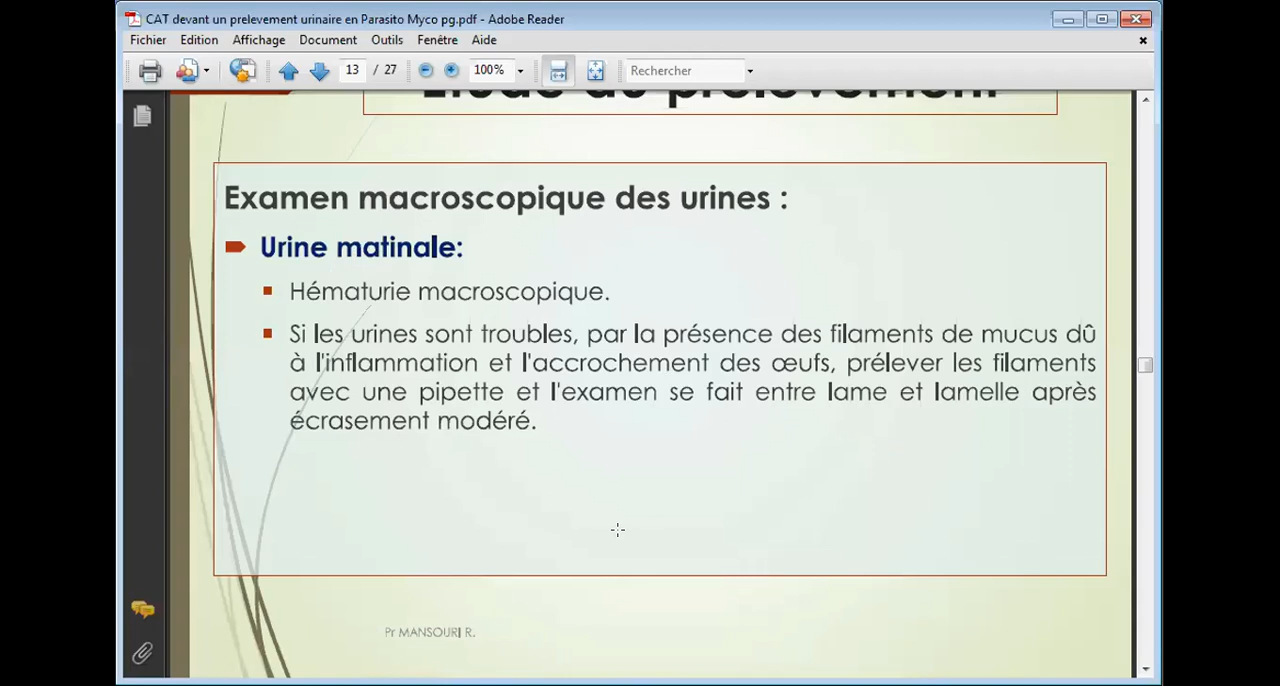 CAT devant un prelevement urinaire en Parasito Myco pg.pdf - Adobe Reader
Fichier Edition Affichage Document Outils Fenêtre Aide
13 / 27 100% Rechercher
Etude du prélèvement
Examen macroscopique des urines :
Urine matinale:
Hématurie macroscopique.
Si les urines sont troubles, par la présence des filaments de mucus dû
à l'inflammation et l'accrochement des œufs, prélever les filaments
avec une pipette et l'examen se fait entre lame et lamelle après
écrasement modéré.
Pr MANSOURI R.